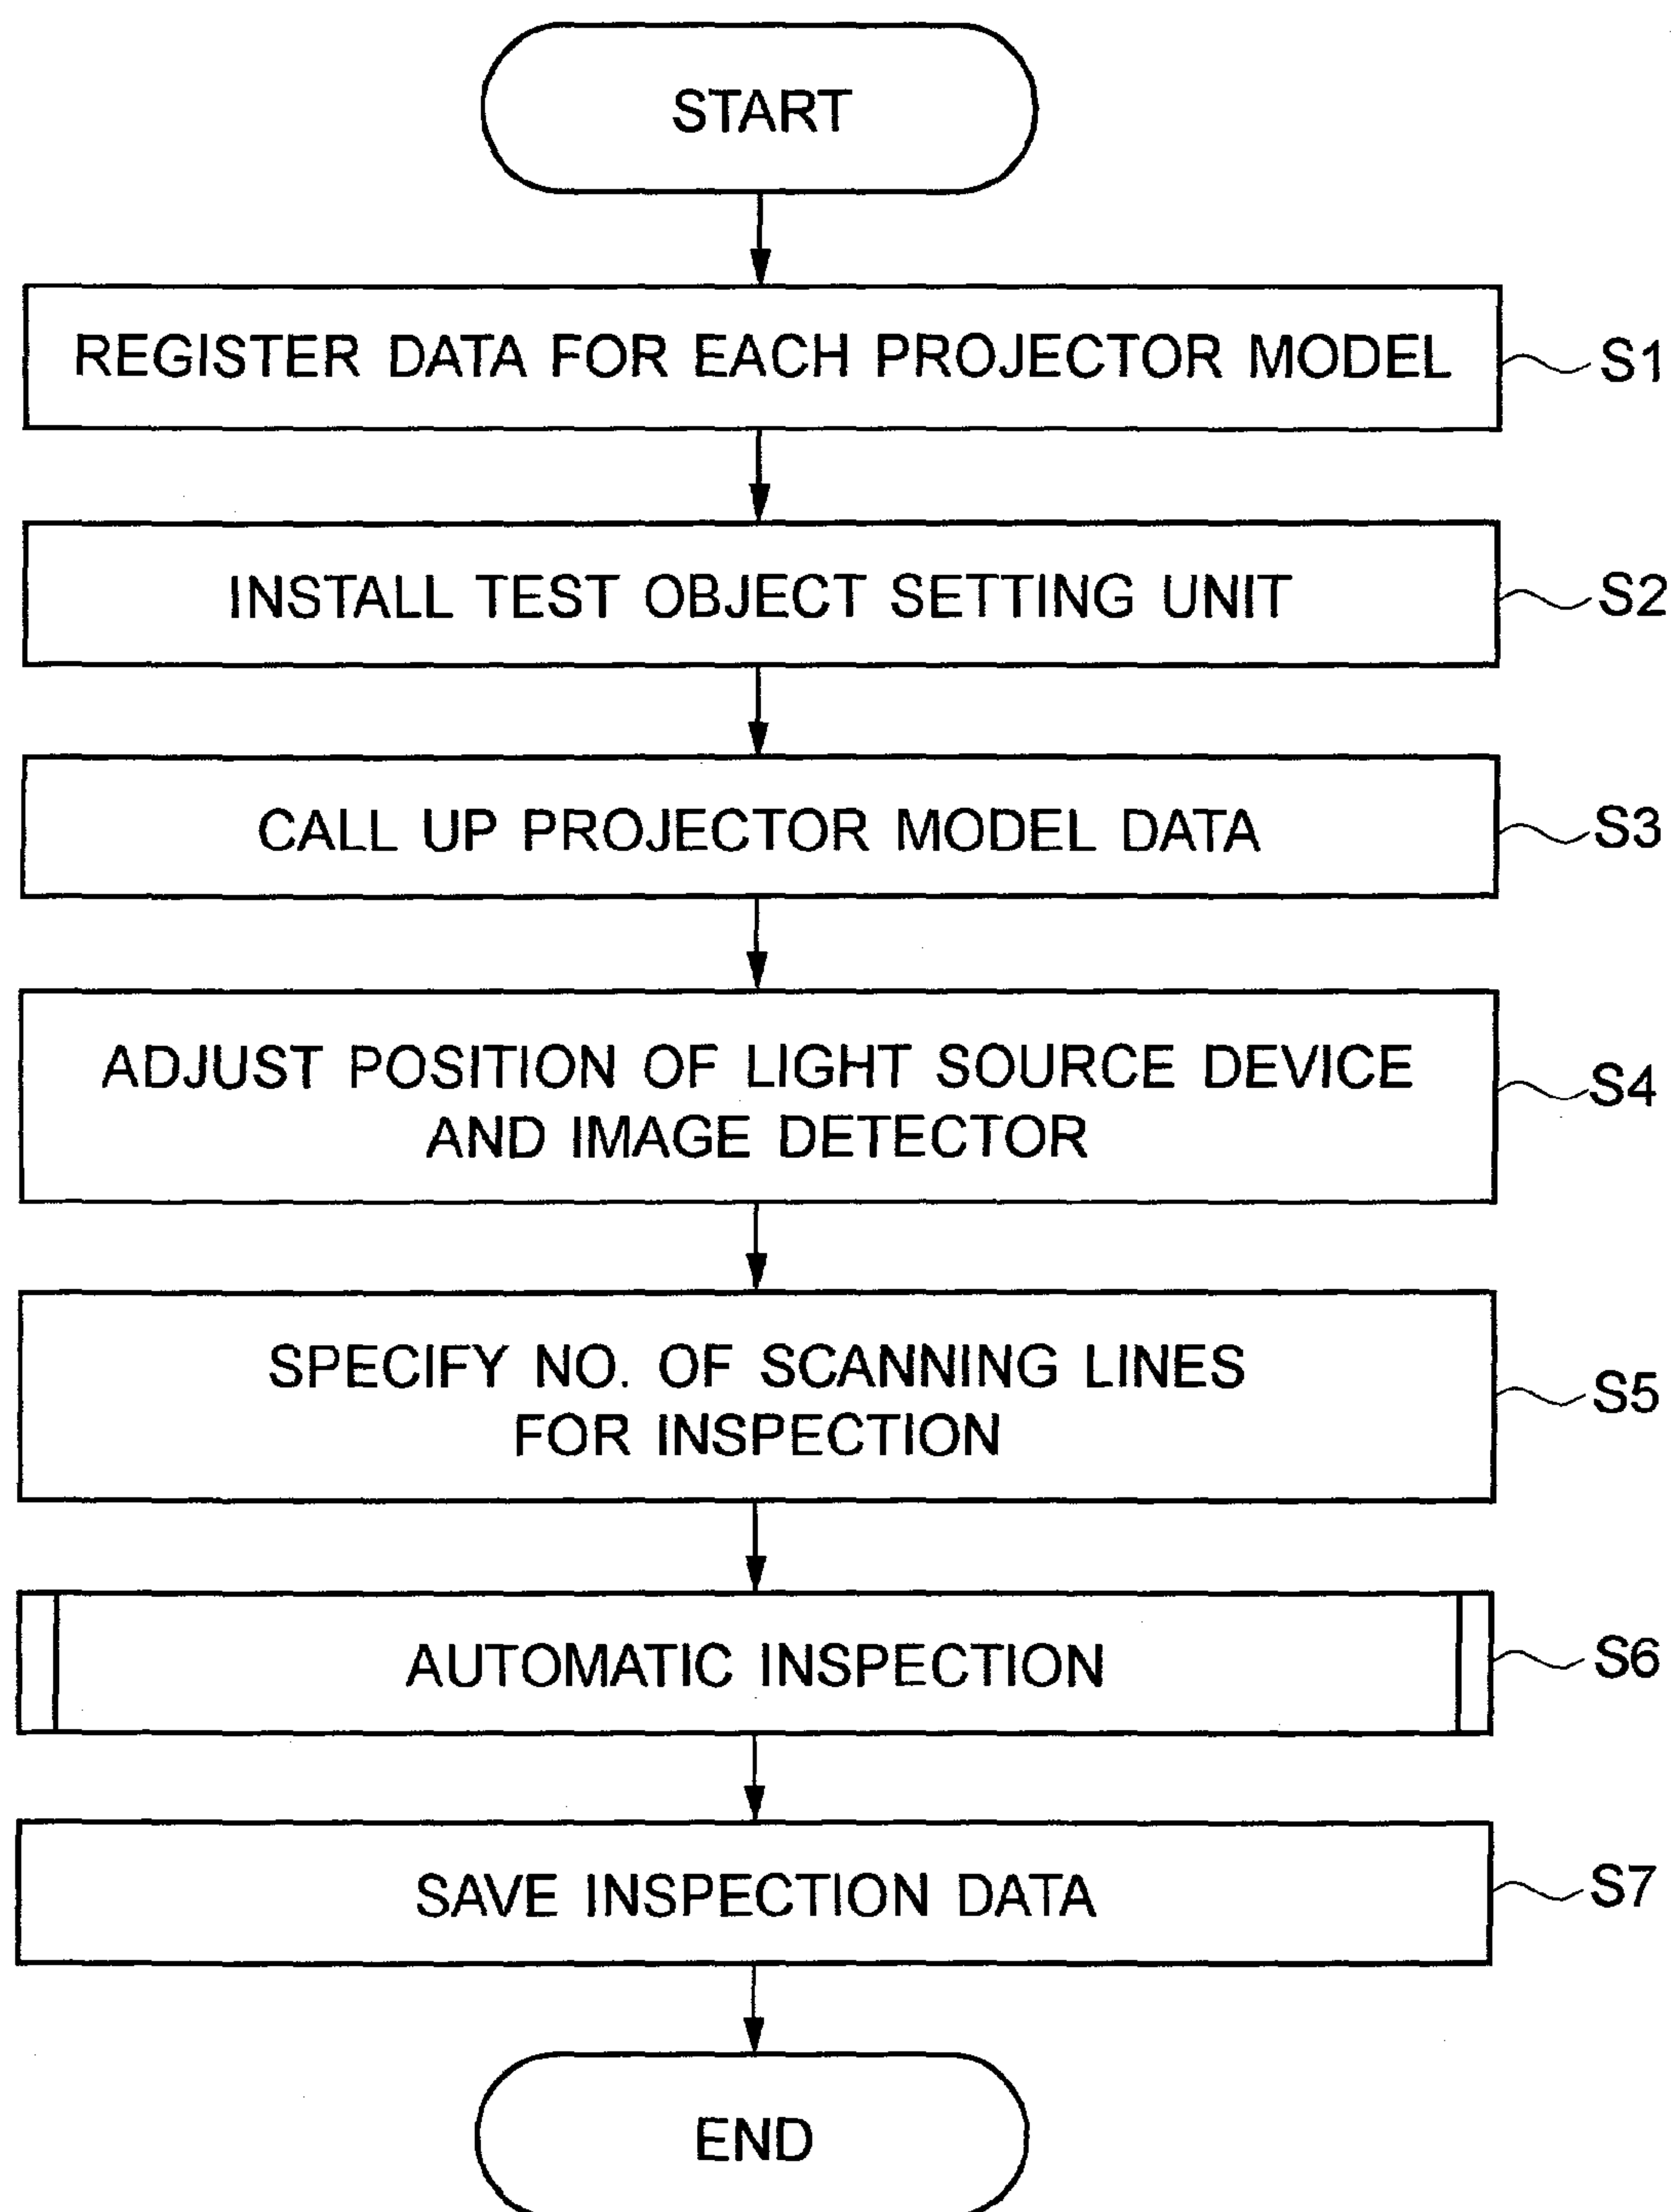 START
REGISTER DATA FOR EACH PROJECTOR MODEL
S1
INSTALL TEST OBJECT SETTING UNIT
S2
CALL UP PROJECTOR MODEL DATA
S3
ADJUST POSITION OF LIGHT SOURCE DEVICE
AND IMAGE DETECTOR
S4
SPECIFY NO. OF SCANNING LINES
FOR INSPECTION
S5
AUTOMATIC INSPECTION
S6
SAVE INSPECTION DATA
S7
END